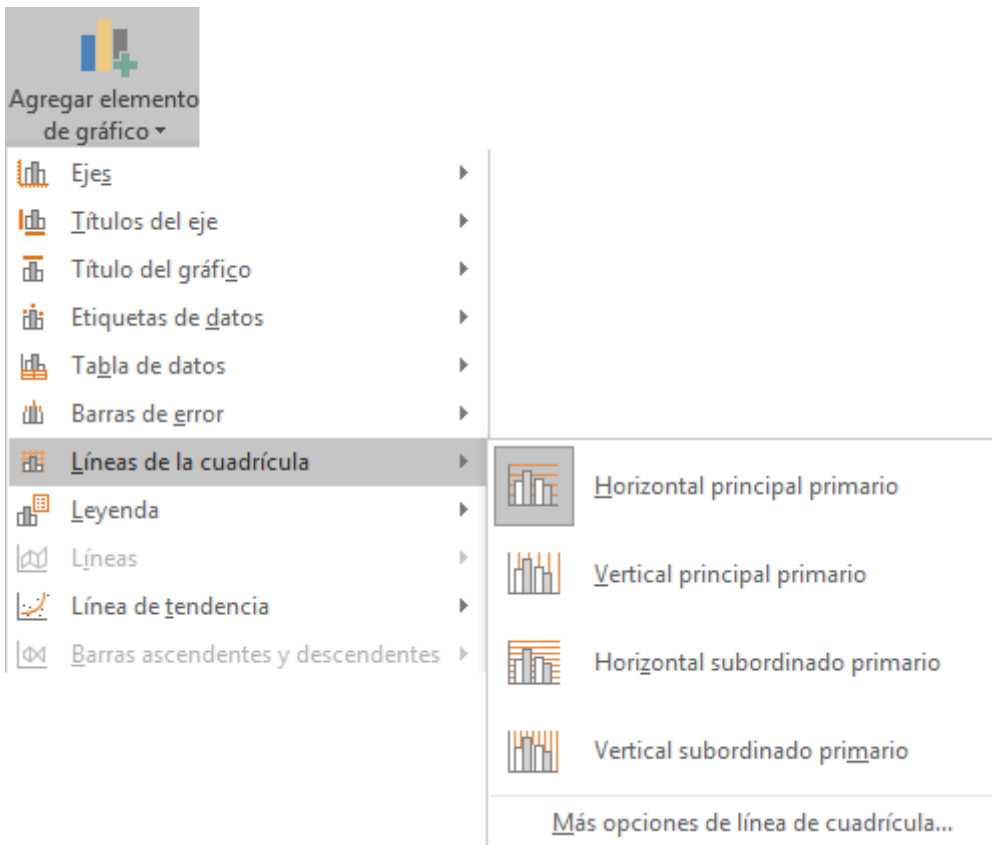 Agregar elemento
de gráfico
Ejes
Títulos del eje
Título del gráfico
Etiquetas de datos
Tabla de datos
Barras de error
Líneas de la cuadrícula
Leyenda
Líneas
Línea de tendencia
Barras ascendentes y descendentes
Horizontal principal primario
Vertical principal primario
Horizontal subordinado primario
Vertical subordinado primario
Más opciones de línea de cuadrícula...